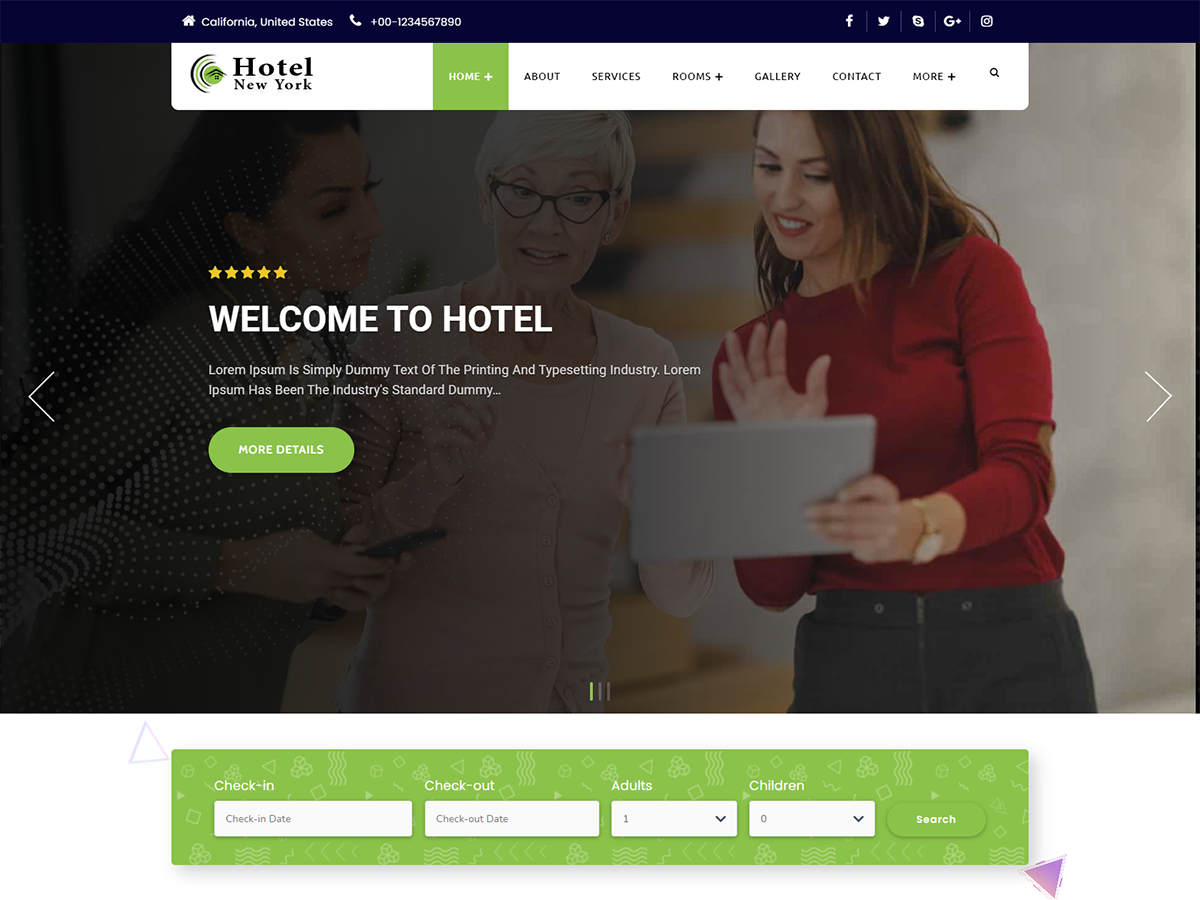 California, United States +00-1234567890
Hotel
New York
HOME + ABOUT SERVICES ROOMS + GALLERY CONTACT MORE +
WELCOME TO HOTEL
Lorem Ipsum Is Simply Dummy Text Of The Printing And Typesetting Industry. Lorem
Ipsum Has Been The Industry's Standard Dummy...
MORE DETAILS
Check-in Check-out Adults Children
Check-in Date Check-out Date 1 0 Search